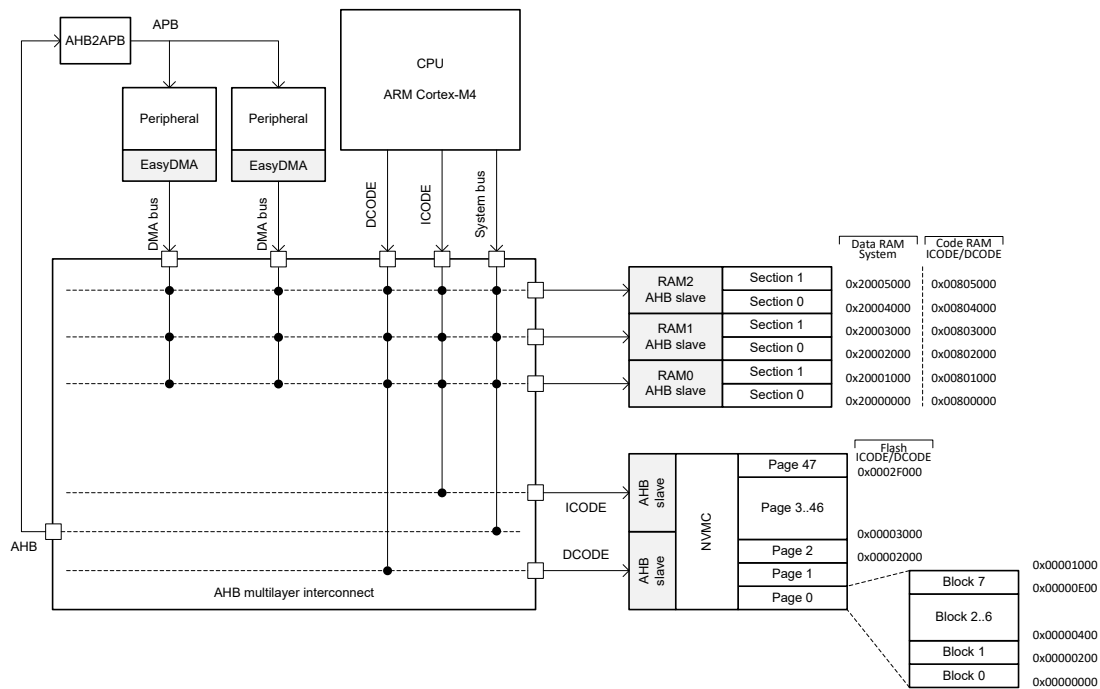 AHB2APB
APB
CPU
ARM Cortex-M4
Peripheral
Peripheral
EasyDMA
EasyDMA
DMA bus
DMA bus
DCODE
ICODE
System bus
Data RAM
System
Code RAM
ICODE/DCODE
RAM2
AHB slave
Section 1
0x20005000
0x00805000
Section 0
0x20004000
0x00804000
RAM1
AHB slave
Section 1
0x20003000
0x00803000
Section 0
0x20002000
0x00802000
RAM0
AHB slave
Section 1
0x20001000
0x00801000
Section 0
0x20000000
0x00800000
Flash
ICODE/DCODE
Page 47
0x0002F000
AHB
slave
NVMC
ICODE
Page 3..46
0x00003000
AHB
DCODE
AHB
slave
Page 2
0x00002000
Page 1
0x00001000
Page 0
Block 7
0x00000E00
Block 2..6
0x00000400
Block 1
0x00000200
Block 0
0x00000000
AHB multilayer interconnect